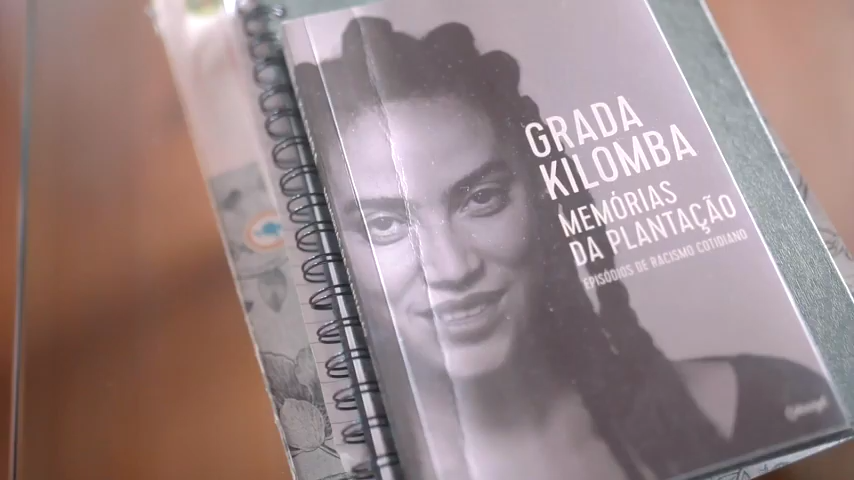 GRADA
KILOMBA
MEMÓRIAS
DA PLANTAÇÃO
EPISÓDIOS DE RACISMO COTIDIANO